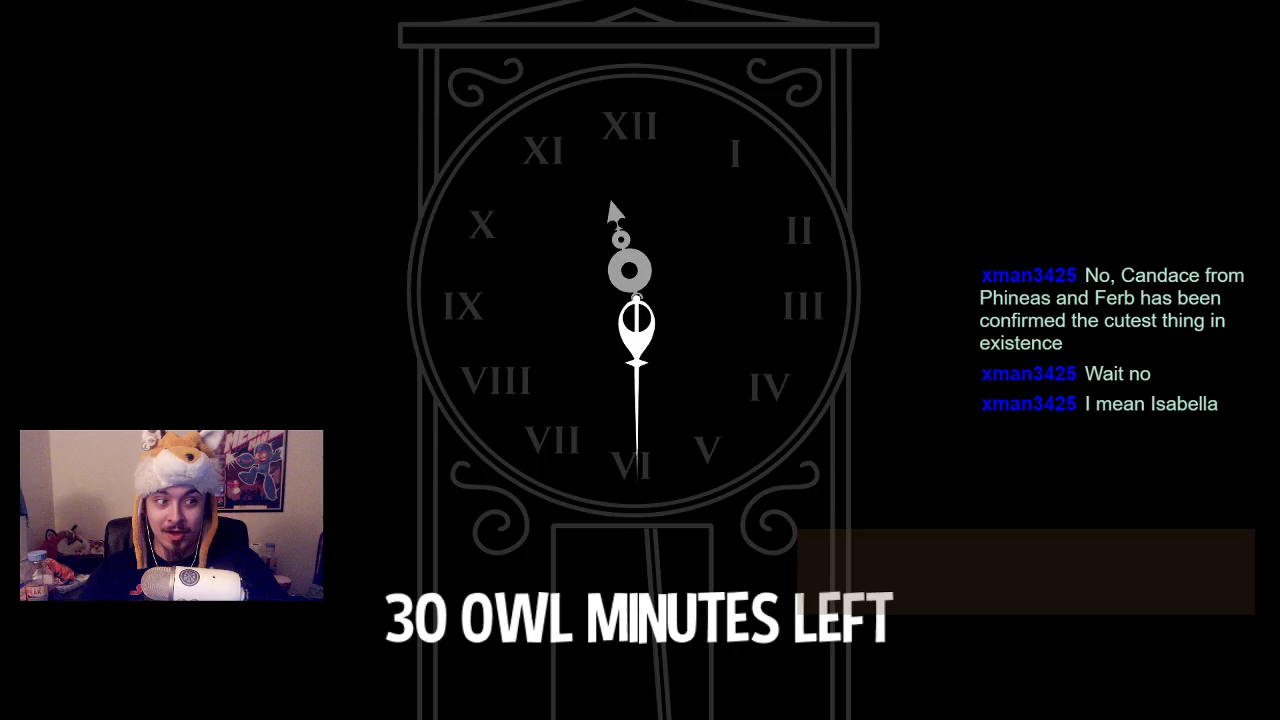 XII
XI
I
X
II
IX
III
VIII
IV
VII
V
VI
xman3425 No, Candace from
Phineas and Ferb has been
confirmed the cutest thing in
existence
xman3425 Wait no
xman3425 I mean Isabella
30 OWL MINUTES LEFT